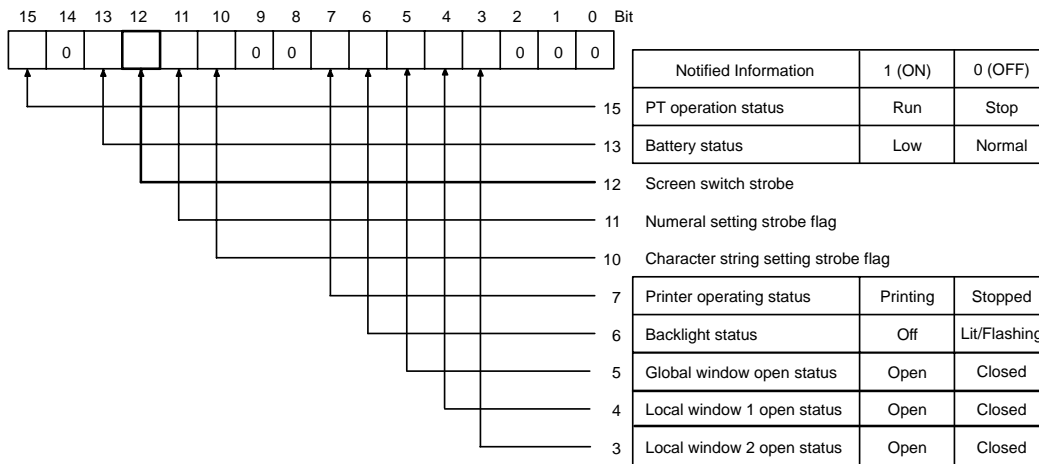 15 14 13 12 11 10 9 8 7 6 5 4 3 2 1 0 Bit
0 0 0 0 0 0
Notified Information 1 (ON) 0 (OFF)
15 PT operation status Run Stop
13 Battery status Low Normal
12 Screen switch strobe
11 Numeral setting strobe flag
10 Character string setting strobe flag
7 Printer operating status Printing Stopped
6 Backlight status Off Lit/Flashing
5 Global window open status Open Closed
4 Local window 1 open status Open Closed
3 Local window 2 open status Open Closed